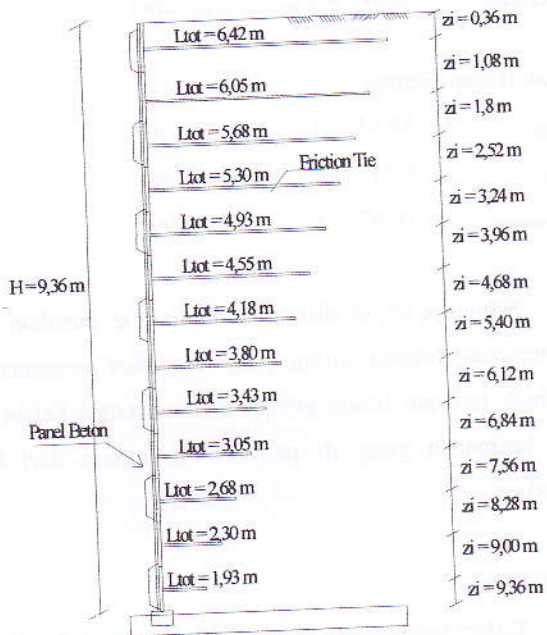 Ltot = 6,42 m
Ltot = 6,05 m
Ltot = 5,68 m
Ltot = 5,30 m
Friction Tie
Ltot = 4,93 m
Ltot = 4,55 m
Ltot = 4,18 m
Ltot = 3,80 m
Ltot = 3,43 m
Ltot = 3,05 m
Ltot = 2,68 m
Ltot = 2,30 m
Ltot = 1,93 m
H = 9,36 m
Panel Beton
zi = 0,36 m
zi = 1,08 m
zi = 1,8 m
zi = 2,52 m
zi = 3,24 m
zi = 3,96 m
zi = 4,68 m
zi = 5,40 m
zi = 6,12 m
zi = 6,84 m
zi = 7,56 m
zi = 8,28 m
zi = 9,00 m
zi = 9,36 m